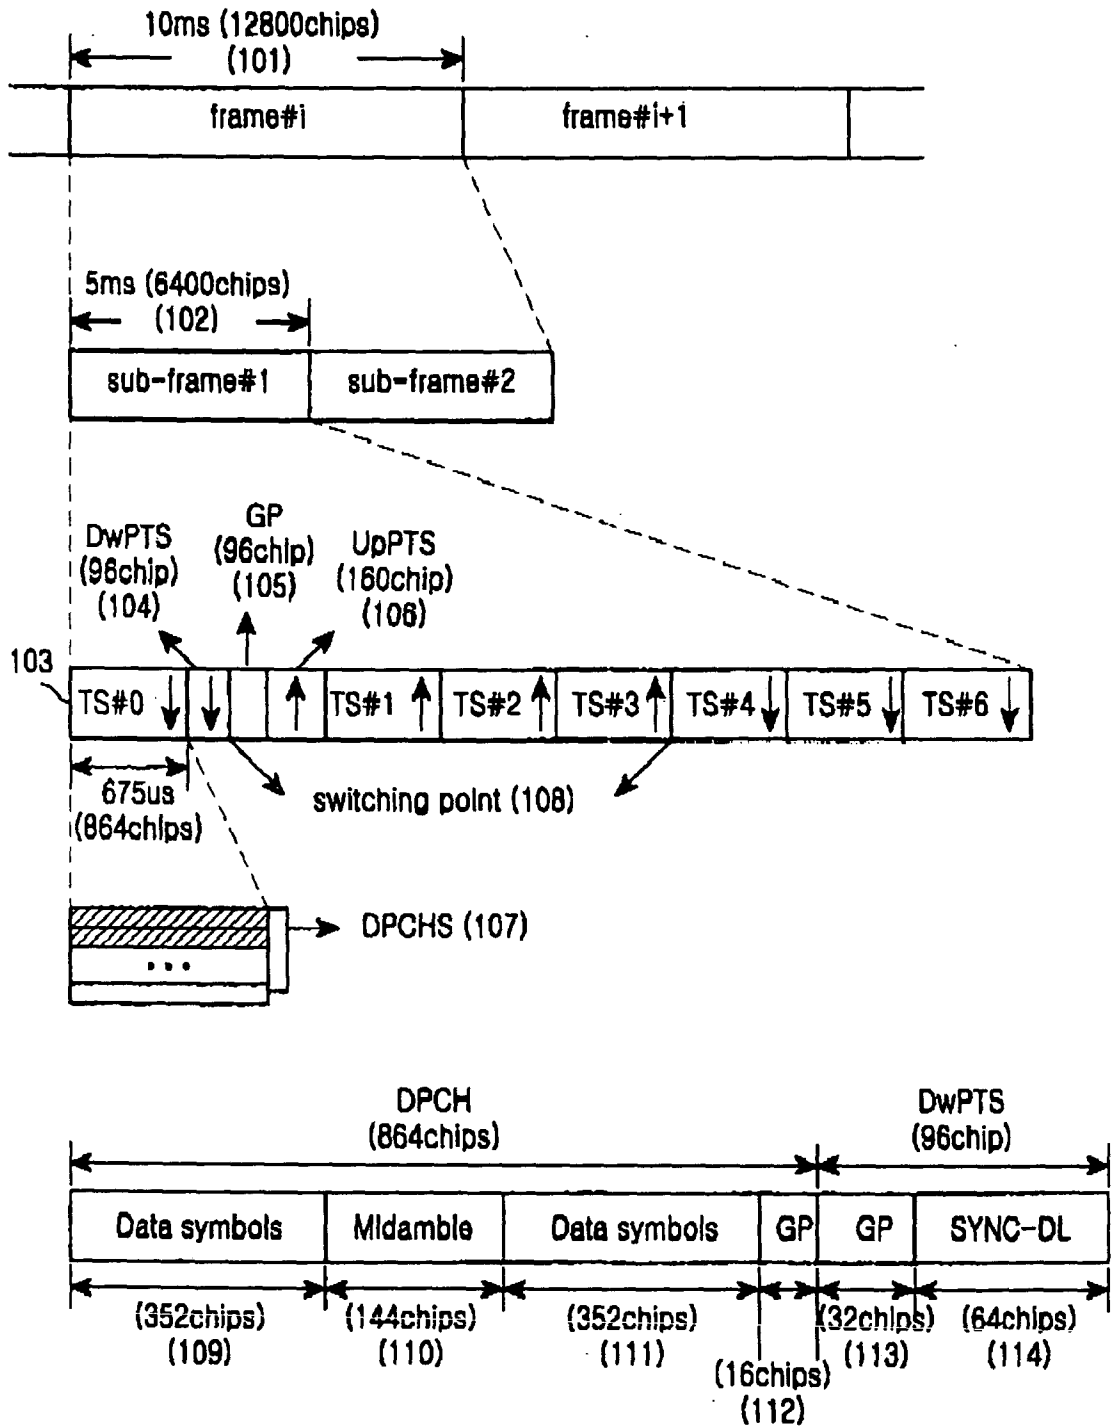 10ms (12800chips)
(101)
frame#i
frame#i+1
5ms (6400chips)
(102)
sub-frame#1
sub-frame#2
DwPTS
(96chip)
(104)
GP
(96chip)
(105)
UpPTS
(160chip)
(106)
103
TS#0
TS#1
TS#2
TS#3
TS#4
TS#5
TS#6
675us
(864chips)
switching point (108)
DPCHS (107)
...
DPCH
(864chips)
DwPTS
(96chip)
Data symbols
Midamble
Data symbols
GP
GP
SYNC-DL
(352chips)
(109)
(144chips)
(110)
(352chips)
(111)
(16chips)
(112)
(32chips)
(113)
(64chips)
(114)